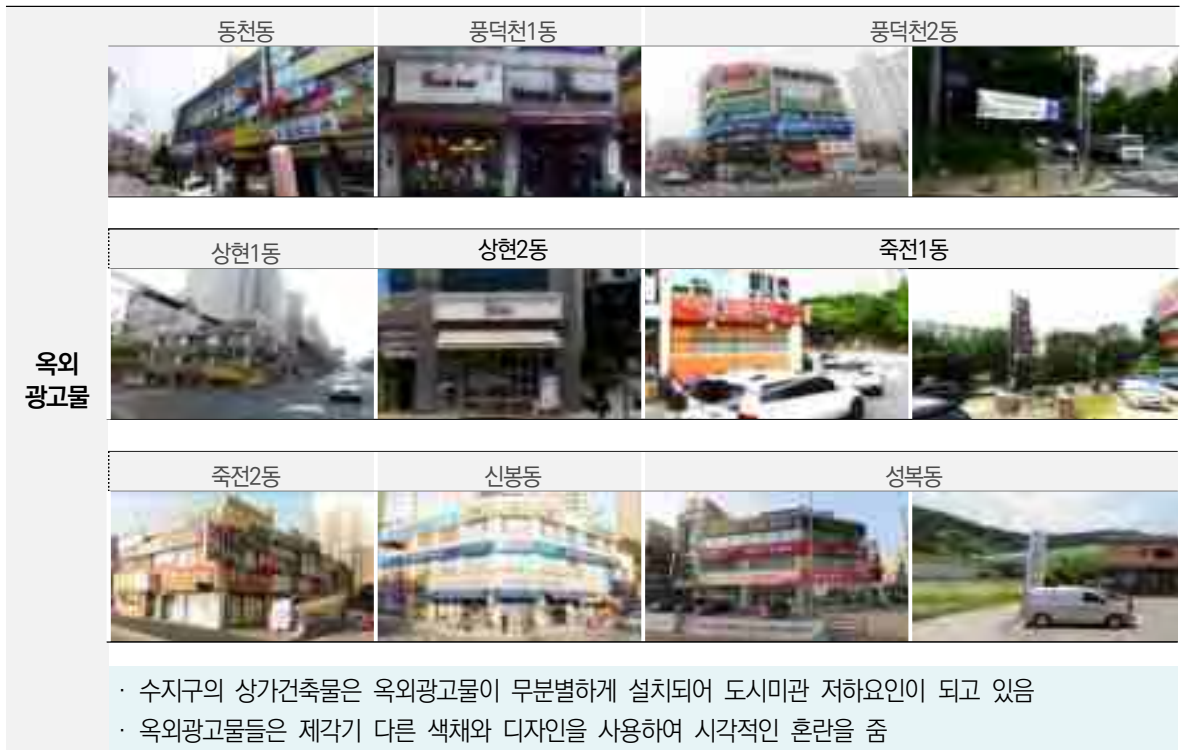 동천동 풍덕천1동 풍덕천2동
상현1동 상현2동 죽전1동
옥외
광고물
죽전2동 신봉동 성복동
· 수지구의 상가건축물은 옥외광고물이 무분별하게 설치되어 도시미관 저하요인이 되고 있음
· 옥외광고물들은 제각기 다른 색채와 디자인을 사용하여 시각적인 혼란을 줌